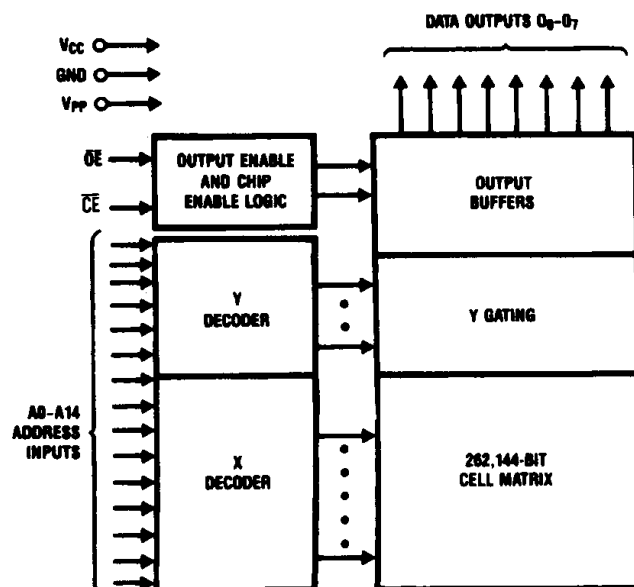 DATA OUTPUTS O₀-O₇
VCC
GND
VPP
OE
CE
OUTPUT ENABLE
AND CHIP
ENABLE LOGIC
OUTPUT
BUFFERS
Y
DECODER
Y GATING
A0-A14
ADDRESS
INPUTS
X
DECODER
262,144-BIT
CELL MATRIX